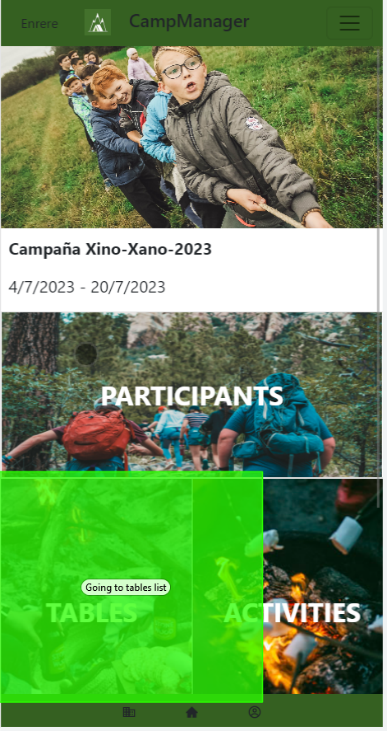 Enrere
CampManager
Campaña Xino-Xano-2023
4/7/2023 - 20/7/2023
PARTICIPANTS
Going to tables list
TABLES
ACTIVITIES